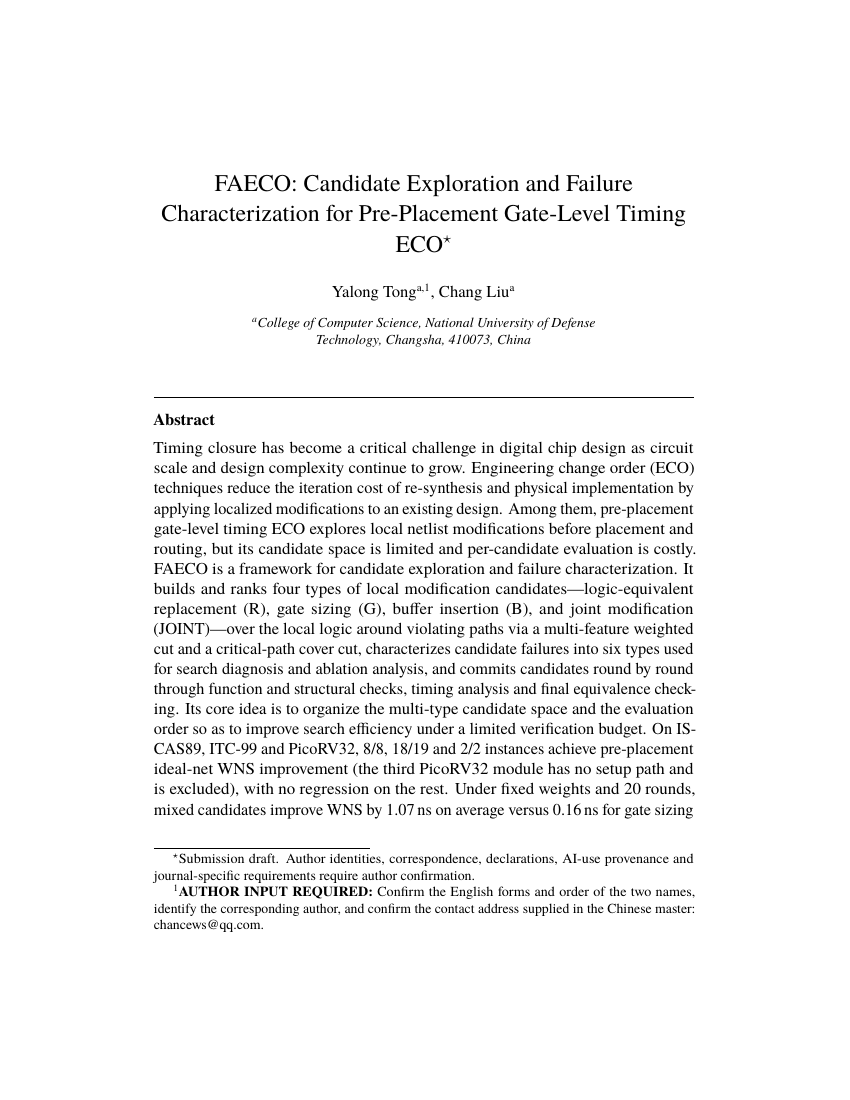 FAECO: Candidate Exploration and Failure
Characterization for Pre-Placement Gate-Level Timing
ECO⋆
Yalong Tongᵃ,¹, Chang Liuᵃ
ᵃCollege of Computer Science, National University of Defense
Technology, Changsha, 410073, China
Abstract
Timing closure has become a critical challenge in digital chip design as circuit
scale and design complexity continue to grow. Engineering change order (ECO)
techniques reduce the iteration cost of re-synthesis and physical implementation by
applying localized modifications to an existing design. Among them, pre-placement
gate-level timing ECO explores local netlist modifications before placement and
routing, but its candidate space is limited and per-candidate evaluation is costly.
FAECO is a framework for candidate exploration and failure characterization. It
builds and ranks four types of local modification candidates—logic-equivalent
replacement (R), gate sizing (G), buffer insertion (B), and joint modification
(JOINT)—over the local logic around violating paths via a multi-feature weighted
cut and a critical-path cover cut, characterizes candidate failures into six types used
for search diagnosis and ablation analysis, and commits candidates round by round
through function and structural checks, timing analysis and final equivalence check-
ing. Its core idea is to organize the multi-type candidate space and the evaluation
order so as to improve search efficiency under a limited verification budget. On IS-
CAS89, ITC-99 and PicoRV32, 8/8, 18/19 and 2/2 instances achieve pre-placement
ideal-net WNS improvement (the third PicoRV32 module has no setup path and
is excluded), with no regression on the rest. Under fixed weights and 20 rounds,
mixed candidates improve WNS by 1.07 ns on average versus 0.16 ns for gate sizing
⋆Submission draft. Author identities, correspondence, declarations, AI-use provenance and
journal-specific requirements require author confirmation.
¹AUTHOR INPUT REQUIRED: Confirm the English forms and order of the two names,
identify the corresponding author, and confirm the contact address supplied in the Chinese master:
chancews@qq.com.